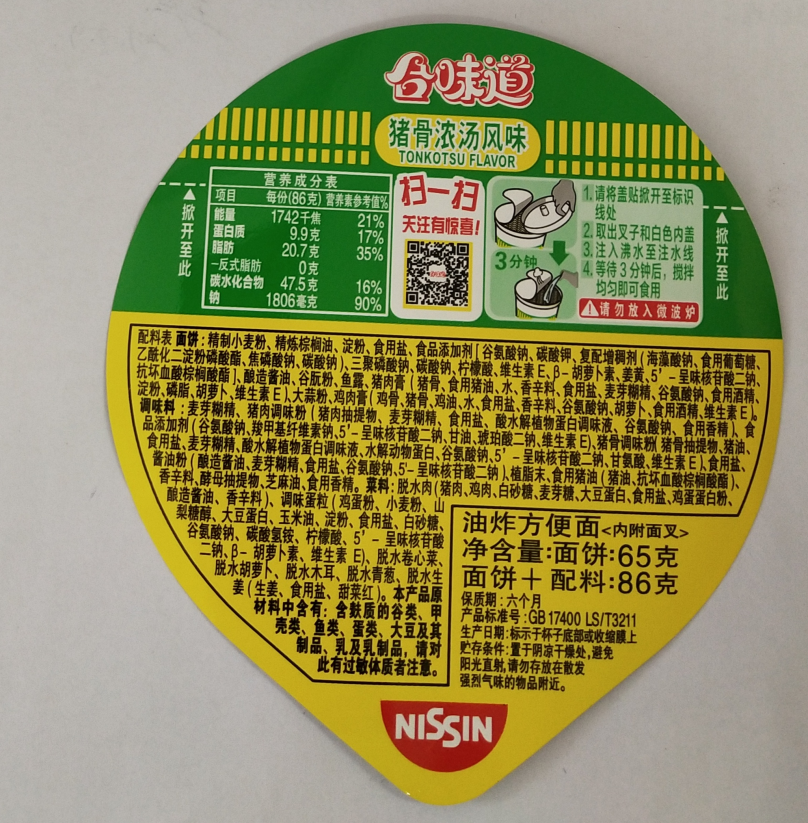 合味道
猪骨浓汤风味
TONKOTSU FLAVOR
营养成分表
项目 每份(86克) 营养素参考值%
能量 1742千焦 21%
蛋白质 9.9克 17%
脂肪 20.7克 35%
-反式脂肪 0克
碳水化合物 47.5克 16%
钠 1806毫克 90%
掀开至此
扫一扫
关注有惊喜!
3分钟
1.请将盖贴掀开至标识
线处
2.取出叉子和白色内盖
3.注入沸水至注水线
4.等待3分钟后,搅拌
均匀即可食用
请勿放入微波炉
掀开至此
配料表 面饼:精制小麦粉、精炼棕榈油、淀粉、食用盐、食品添加剂[谷氨酸钠、碳酸钾、复配增稠剂(海藻酸钠、食用葡萄糖、
乙酰化二淀粉磷酸酯、焦磷酸钠、碳酸钠)、三聚磷酸钠、碳酸钠、柠檬酸、维生素E、β-胡萝卜素、姜黄、5'-呈味核苷酸二钠、
抗坏血酸棕榈酸酯]、酿造酱油、谷朊粉、鱼露、猪肉膏(猪骨、食用猪油、水、香辛料、食用盐、麦芽糊精、谷氨酸钠、食用酒精、
淀粉、磷脂、胡萝卜、维生素E)、大蒜粉、鸡肉膏(鸡骨、猪骨、鸡油、水、食用盐、香辛料、谷氨酸钠、胡萝卜、食用酒精、维生素E)。
调味料:麦芽糊精、猪肉调味粉(猪肉抽提物、麦芽糊精、食用盐、酸水解植物蛋白调味液、谷氨酸钠、食用香精)、食
品添加剂(谷氨酸钠、羧甲基纤维素钠、5'-呈味核苷酸二钠、甘油、琥珀酸二钠、维生素E)、猪骨调味粉(猪骨抽提物、猪油、
食用盐、麦芽糊精、酸水解植物蛋白调味液、水解动物蛋白、谷氨酸钠、5'-呈味核苷酸二钠、甘氨酸、维生素E)、食用盐、
酱油粉(酿造酱油、麦芽糊精、食用盐、谷氨酸钠、5'-呈味核苷酸二钠)、植脂末、食用猪油(猪油、抗坏血酸棕榈酸酯)、
香辛料、酵母抽提物、芝麻油、食用香精。菜料:脱水肉(猪肉、鸡肉、白砂糖、麦芽糖、大豆蛋白、食用盐、鸡蛋蛋白粉、
酿造酱油、香辛料)、调味蛋粒(鸡蛋粉、小麦粉、山
梨糖醇、大豆蛋白、玉米油、淀粉、食用盐、白砂糖、
谷氨酸钠、碳酸氢铵、柠檬酸、5'-呈味核苷酸
二钠、β-胡萝卜素、维生素E)、脱水卷心菜、
脱水胡萝卜、脱水木耳、脱水青葱、脱水生
姜(生姜、食用盐、甜菜红)。本产品原
材料中含有:含麸质的谷类、甲
壳类、鱼类、蛋类、大豆及其
制品、乳及乳制品,请对
此有过敏体质者注意。
油炸方便面<内附面叉>
净含量:面饼:65克
面饼+配料:86克
保质期:六个月
产品标准号:GB 17400 LS/T3211
生产日期:标示于杯子底部或收缩膜上
贮存条件:置于阴凉干燥处,避免
阳光直射,请勿存放在散发
强烈气味的物品附近。
NISSIN